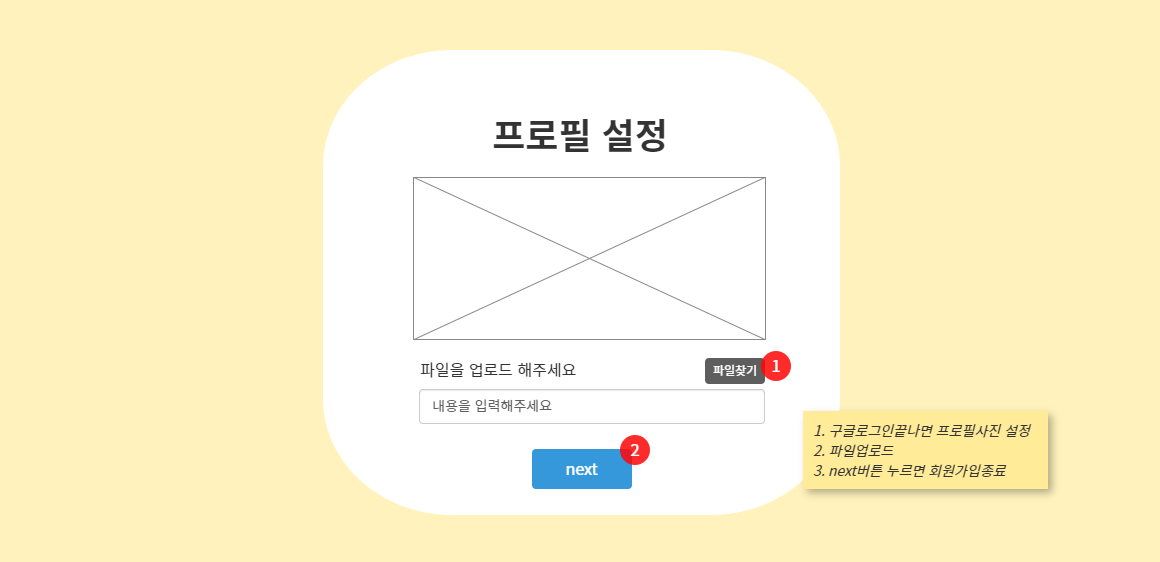 프로필 설정
파일을 업로드 해주세요
파일찾기
1
내용을 입력해주세요
next
2
1. 구글로그인끝나면 프로필사진 설정
2. 파일업로드
3. next버튼 누르면 회원가입종료